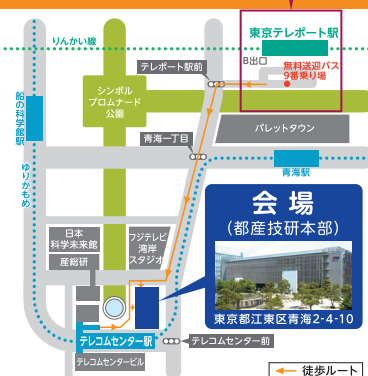 東京テレポート駅
りんかい線
B出口
テレポート駅前
無料送迎バス
9番乗り場
シンボル
プロムナード
公園
船の科学館駅
パレットタウン
青海一丁目
青海駅
ゆりかもめ
会場
(都産技研本部)
日本
科学未来館
フジテレビ
湾岸
スタジオ
産総研
東京都江東区青海2-4-10
テレコムセンター駅
テレコムセンター前
テレコムセンタービル
徒歩ルート